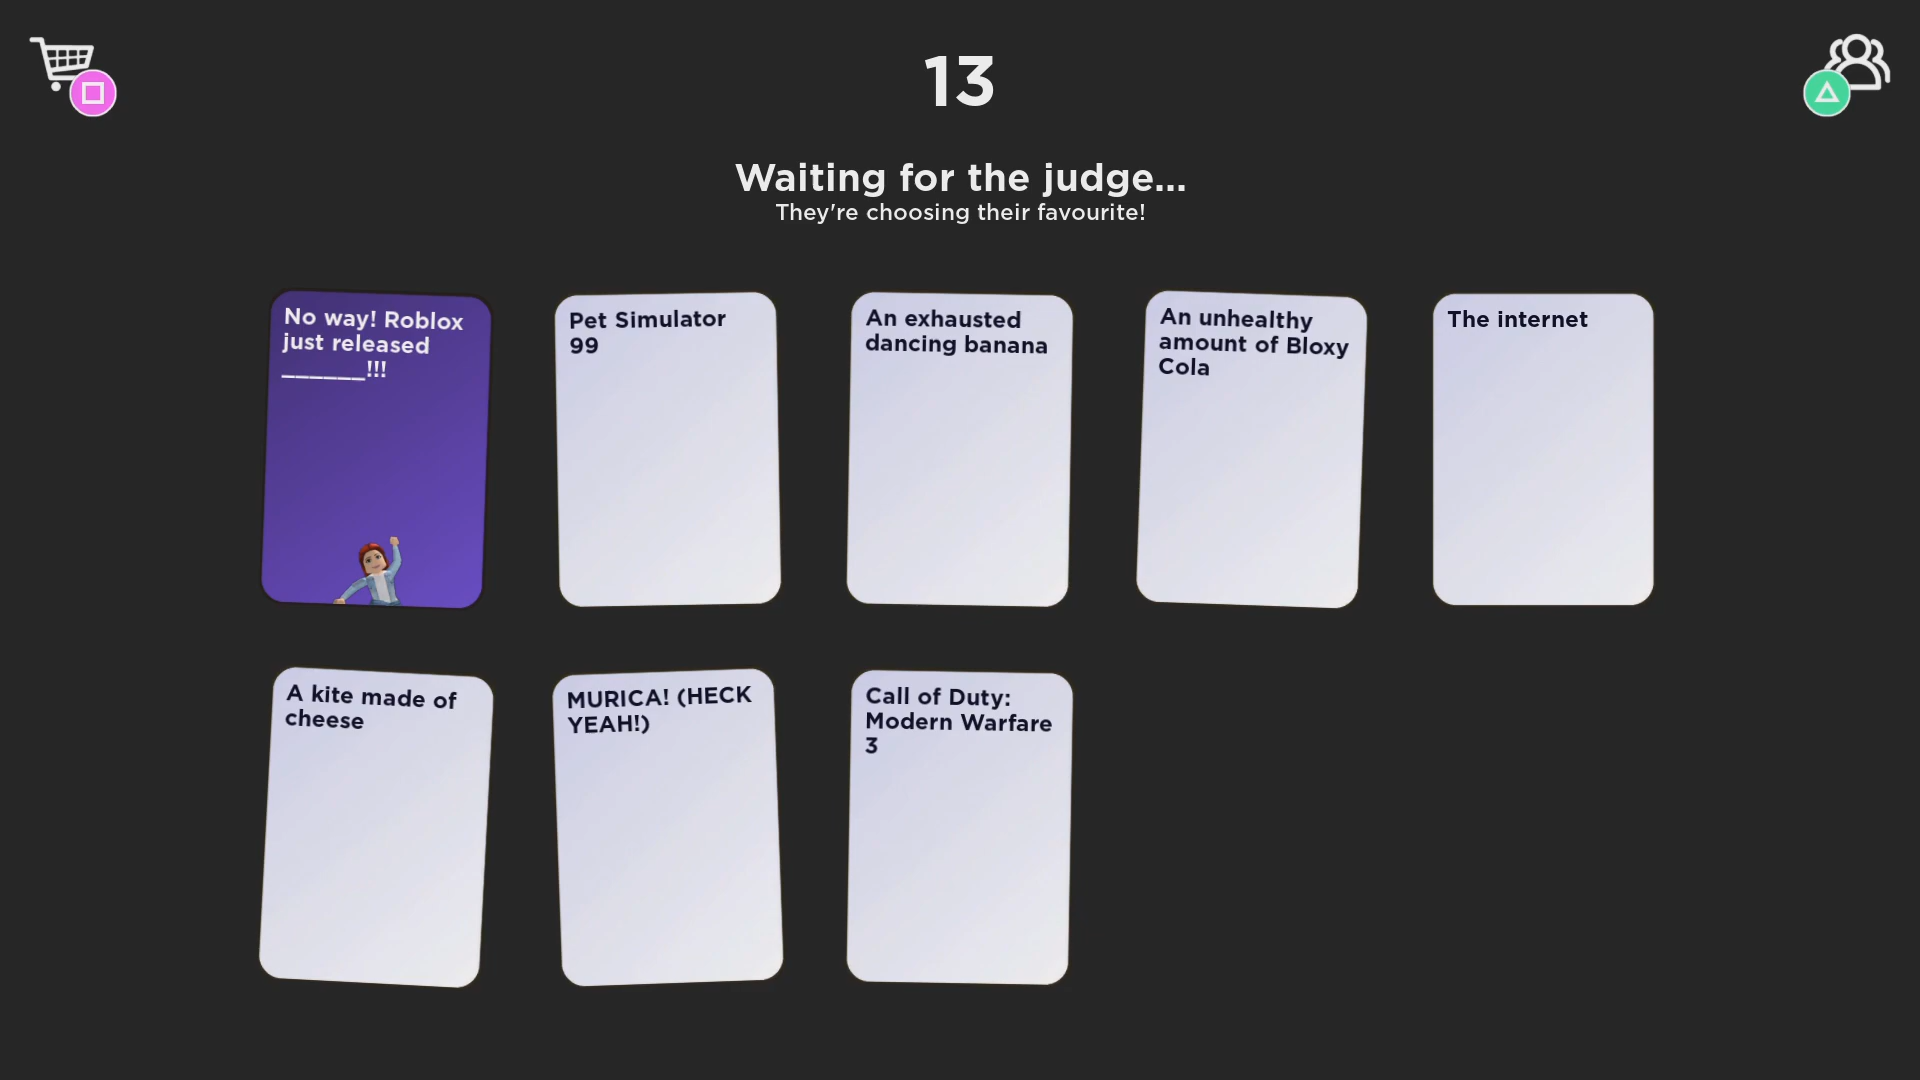 13
Waiting for the judge...
They're choosing their favourite!
No way! Roblox
just released
______!!!
Pet Simulator
99
An exhausted
dancing banana
An unhealthy
amount of Bloxy
Cola
The internet
A kite made of
cheese
MURICA! (HECK
YEAH!)
Call of Duty:
Modern Warfare
3